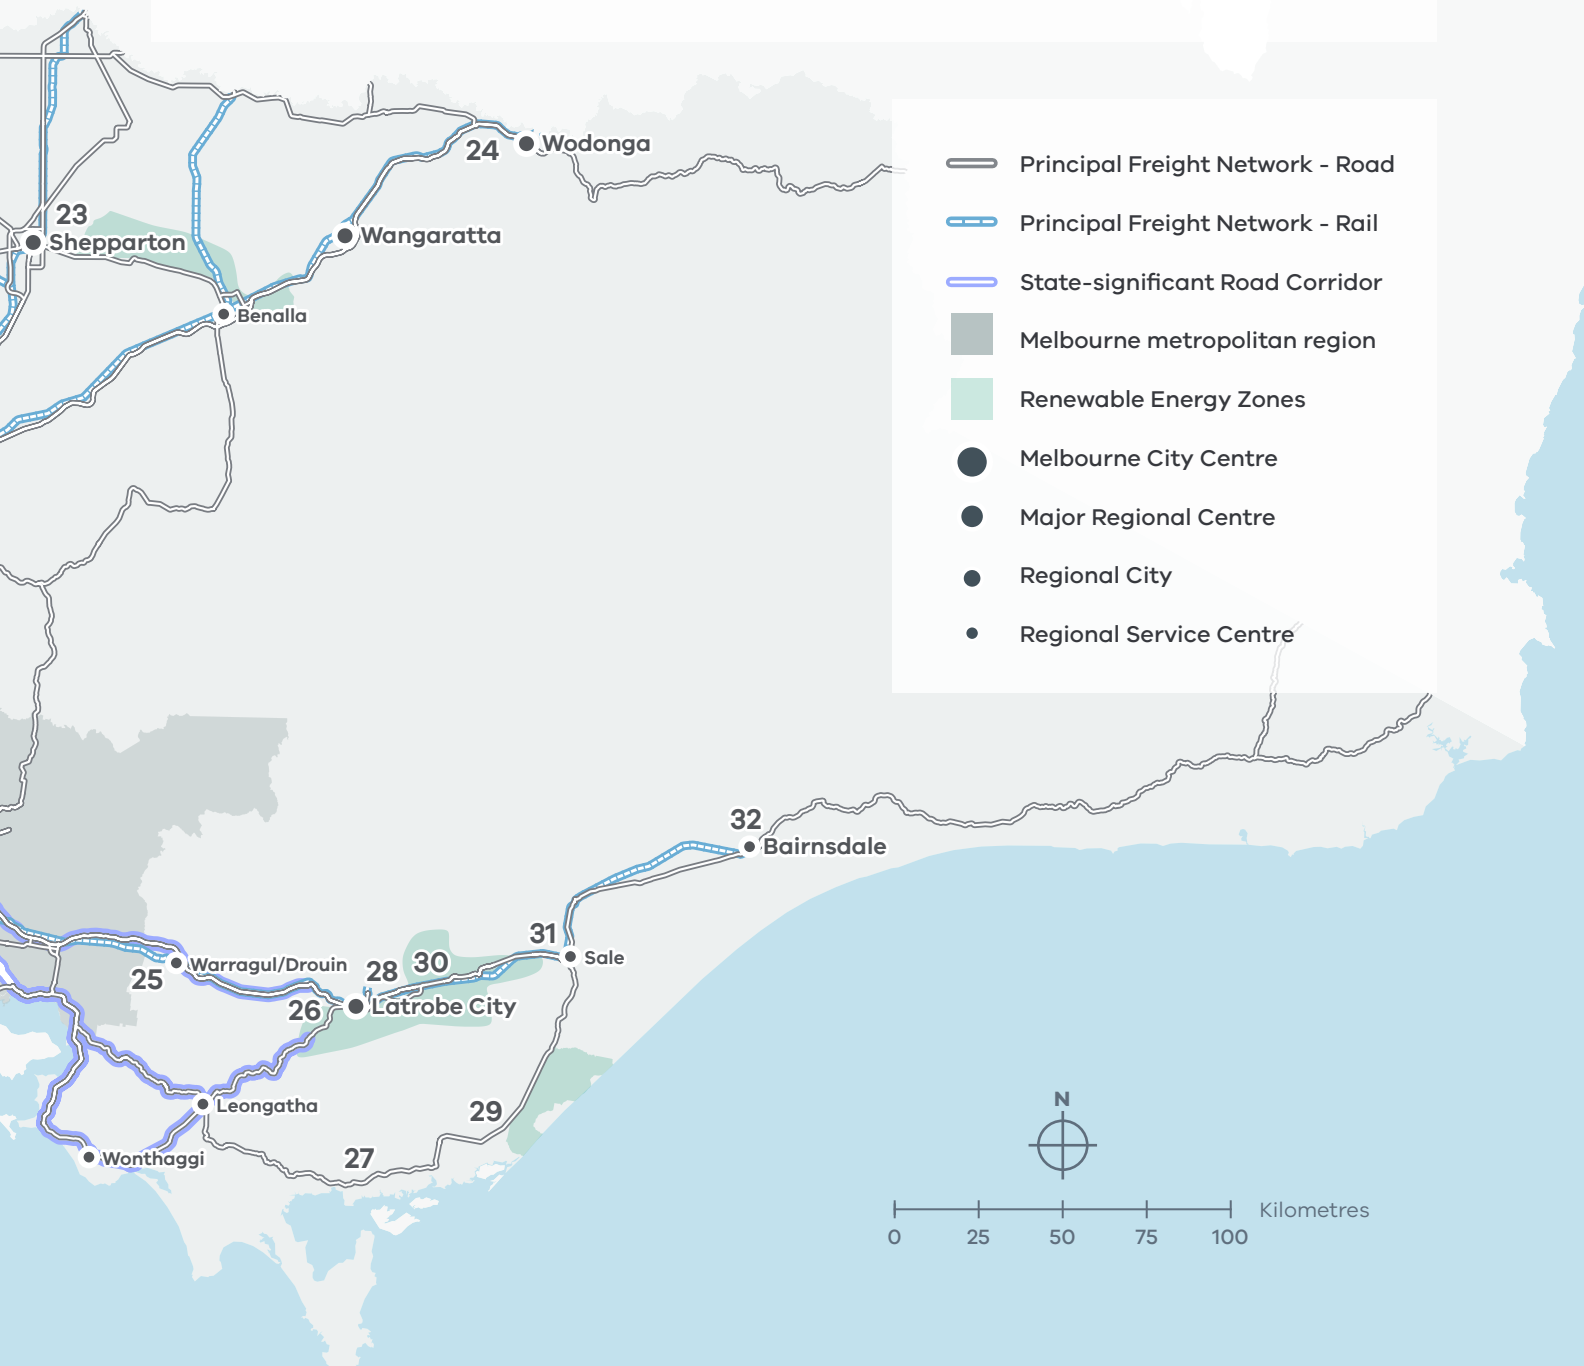 24
Wodonga
23
Shepparton
Wangaratta
Benalla
Principal Freight Network - Road
Principal Freight Network - Rail
State-significant Road Corridor
Melbourne metropolitan region
Renewable Energy Zones
Melbourne City Centre
Major Regional Centre
Regional City
Regional Service Centre
32
Bairnsdale
31
Sale
25
Warragul/Drouin
28
30
26
Latrobe City
Leongatha
29
Wonthaggi
27
N
Kilometres
0 25 50 75 100